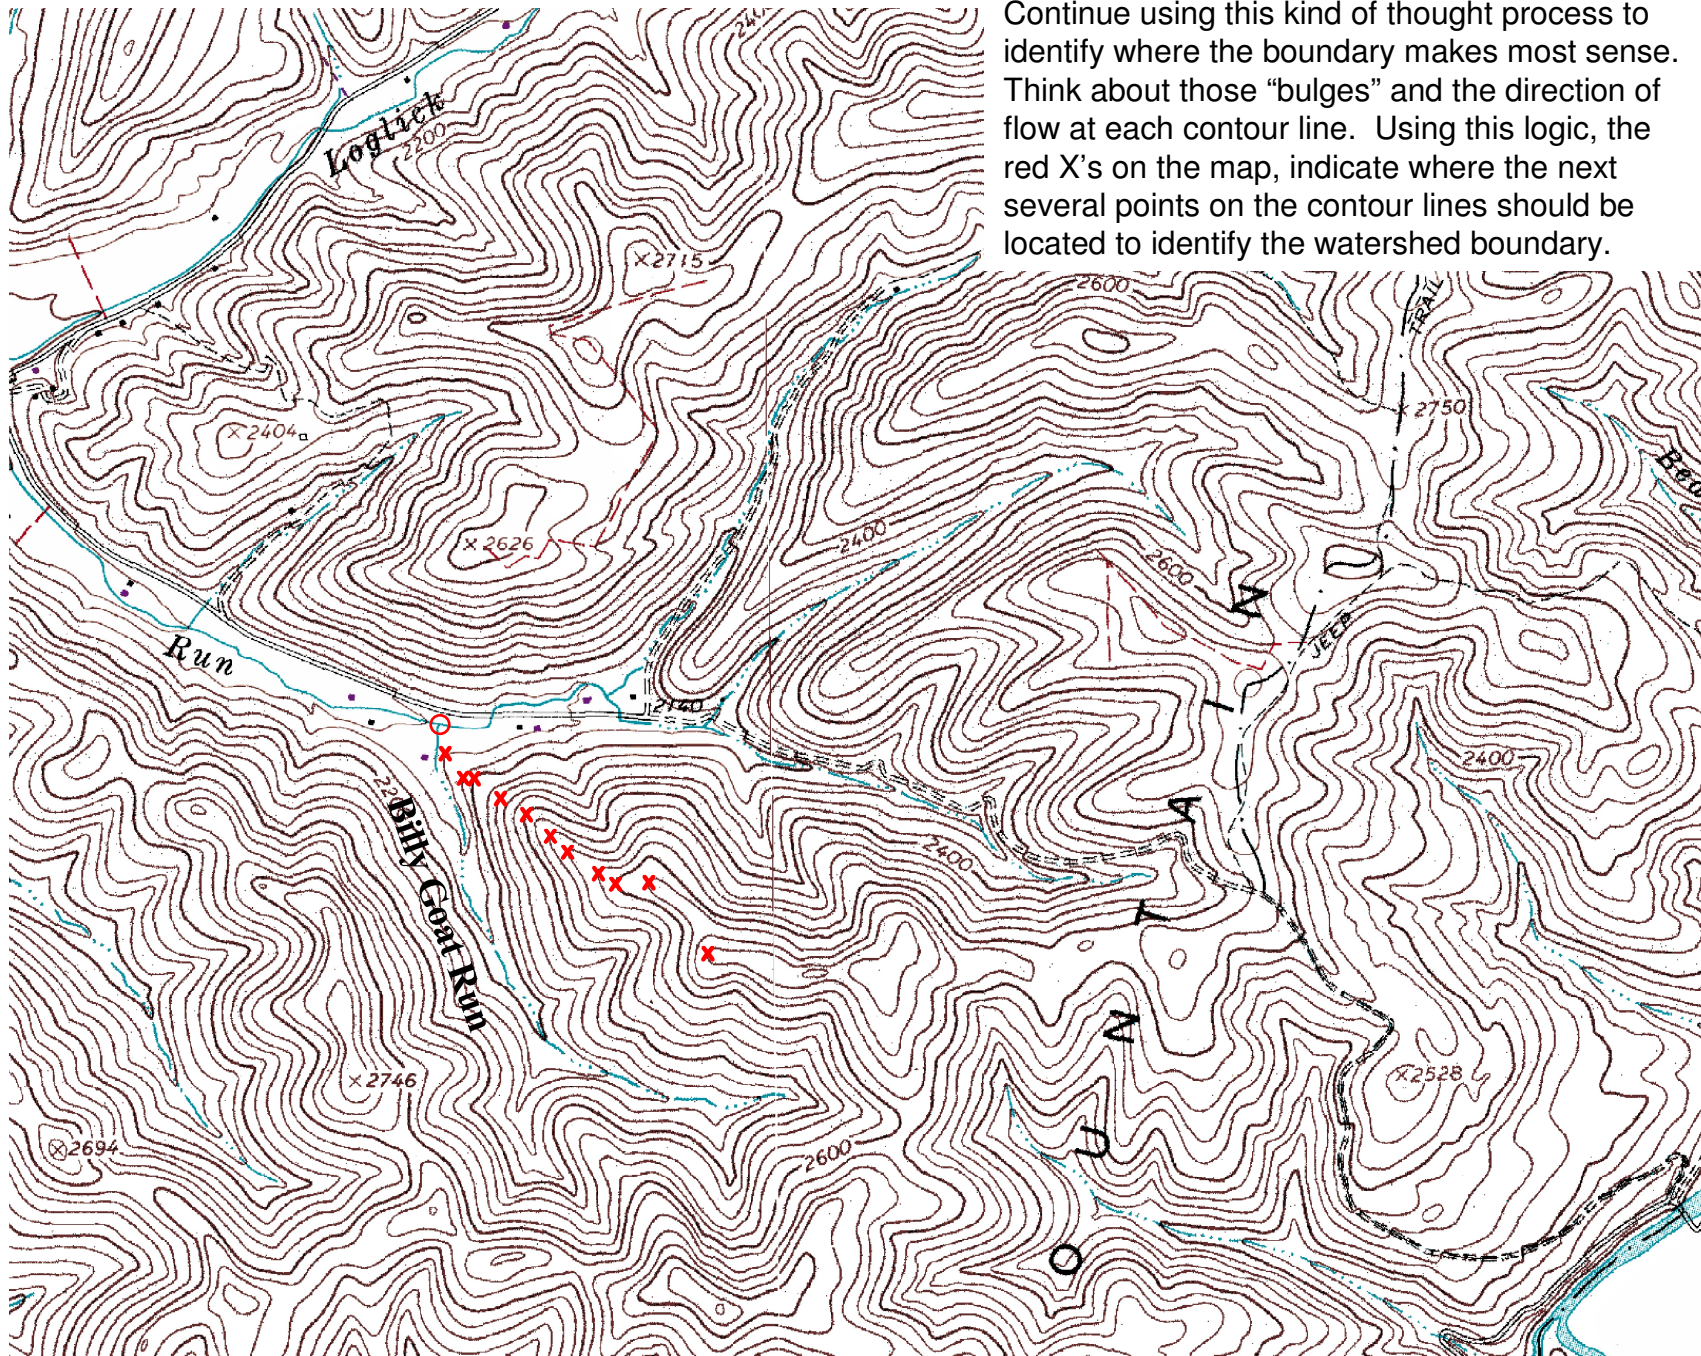 Continue using this kind of thought process to
identify where the boundary makes most sense.
Think about those “bulges” and the direction of
flow at each contour line.  Using this logic, the
red X’s on the map, indicate where the next
several points on the contour lines should be
located to identify the watershed boundary.
Loglick
2200
×2715
2600
TRAIL
×2750
×2404
Run
×2626
2400
2600
N
I
JEEP
2140
2400
A
2400
Billy Goat Run
T
N
×2746
×2528
×2694
2600
U
O